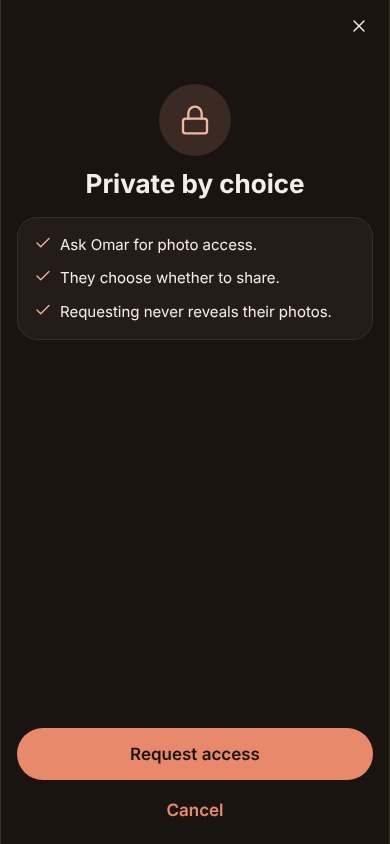 Private by choice
Ask Omar for photo access.
They choose whether to share.
Requesting never reveals their photos.
Request access
Cancel